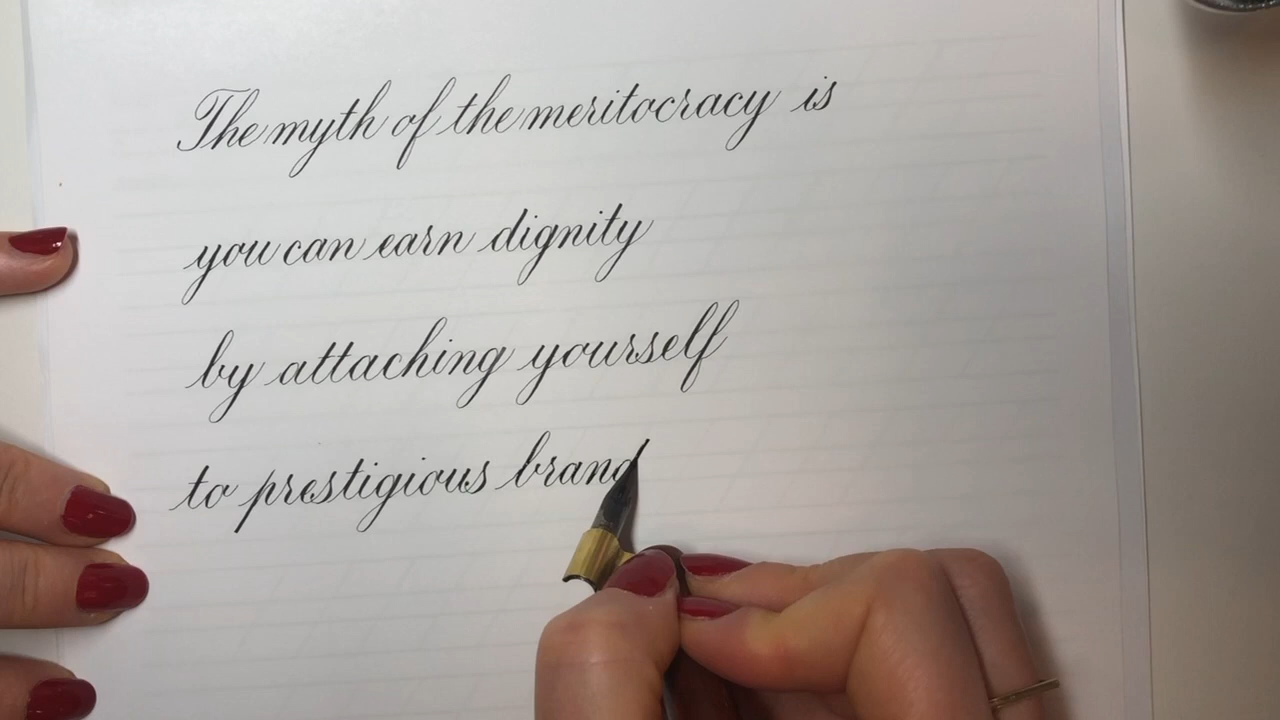 The myth of the meritocracy is
you can earn dignity
by attaching yourself
to prestigious brand